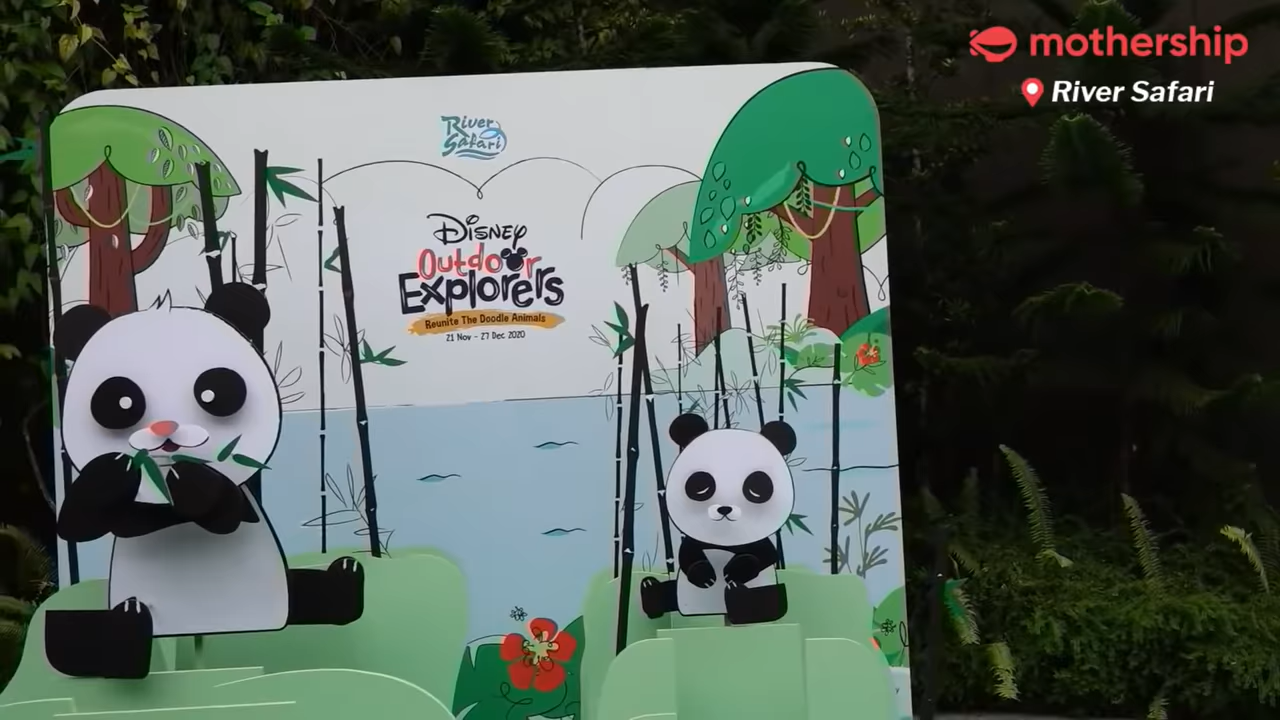 mothership
River Safari
River
Safari
Disney
Outdoor
Explorers
Reunite The Doodle Animals
21 Nov - 27 Dec 2020